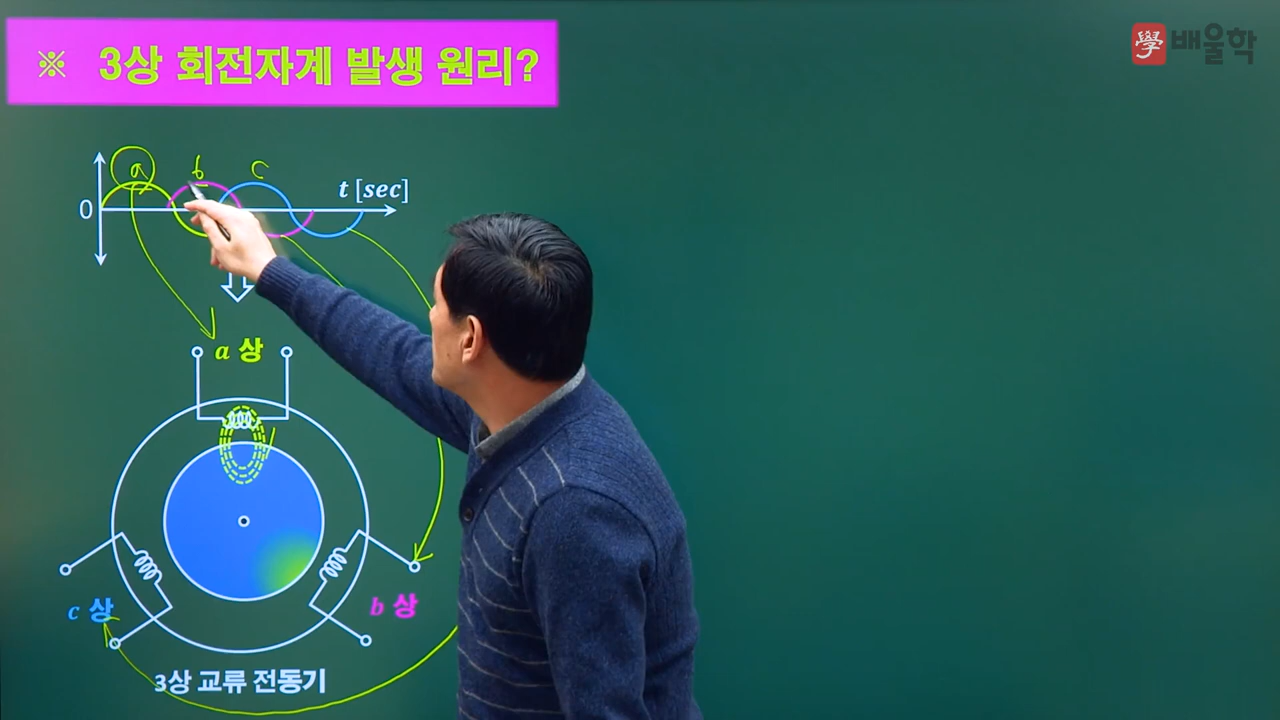 ※ 3상 회전자계 발생 원리?
學 배울학
a b c
t [sec]
0
a 상
c 상
b 상
3상 교류 전동기